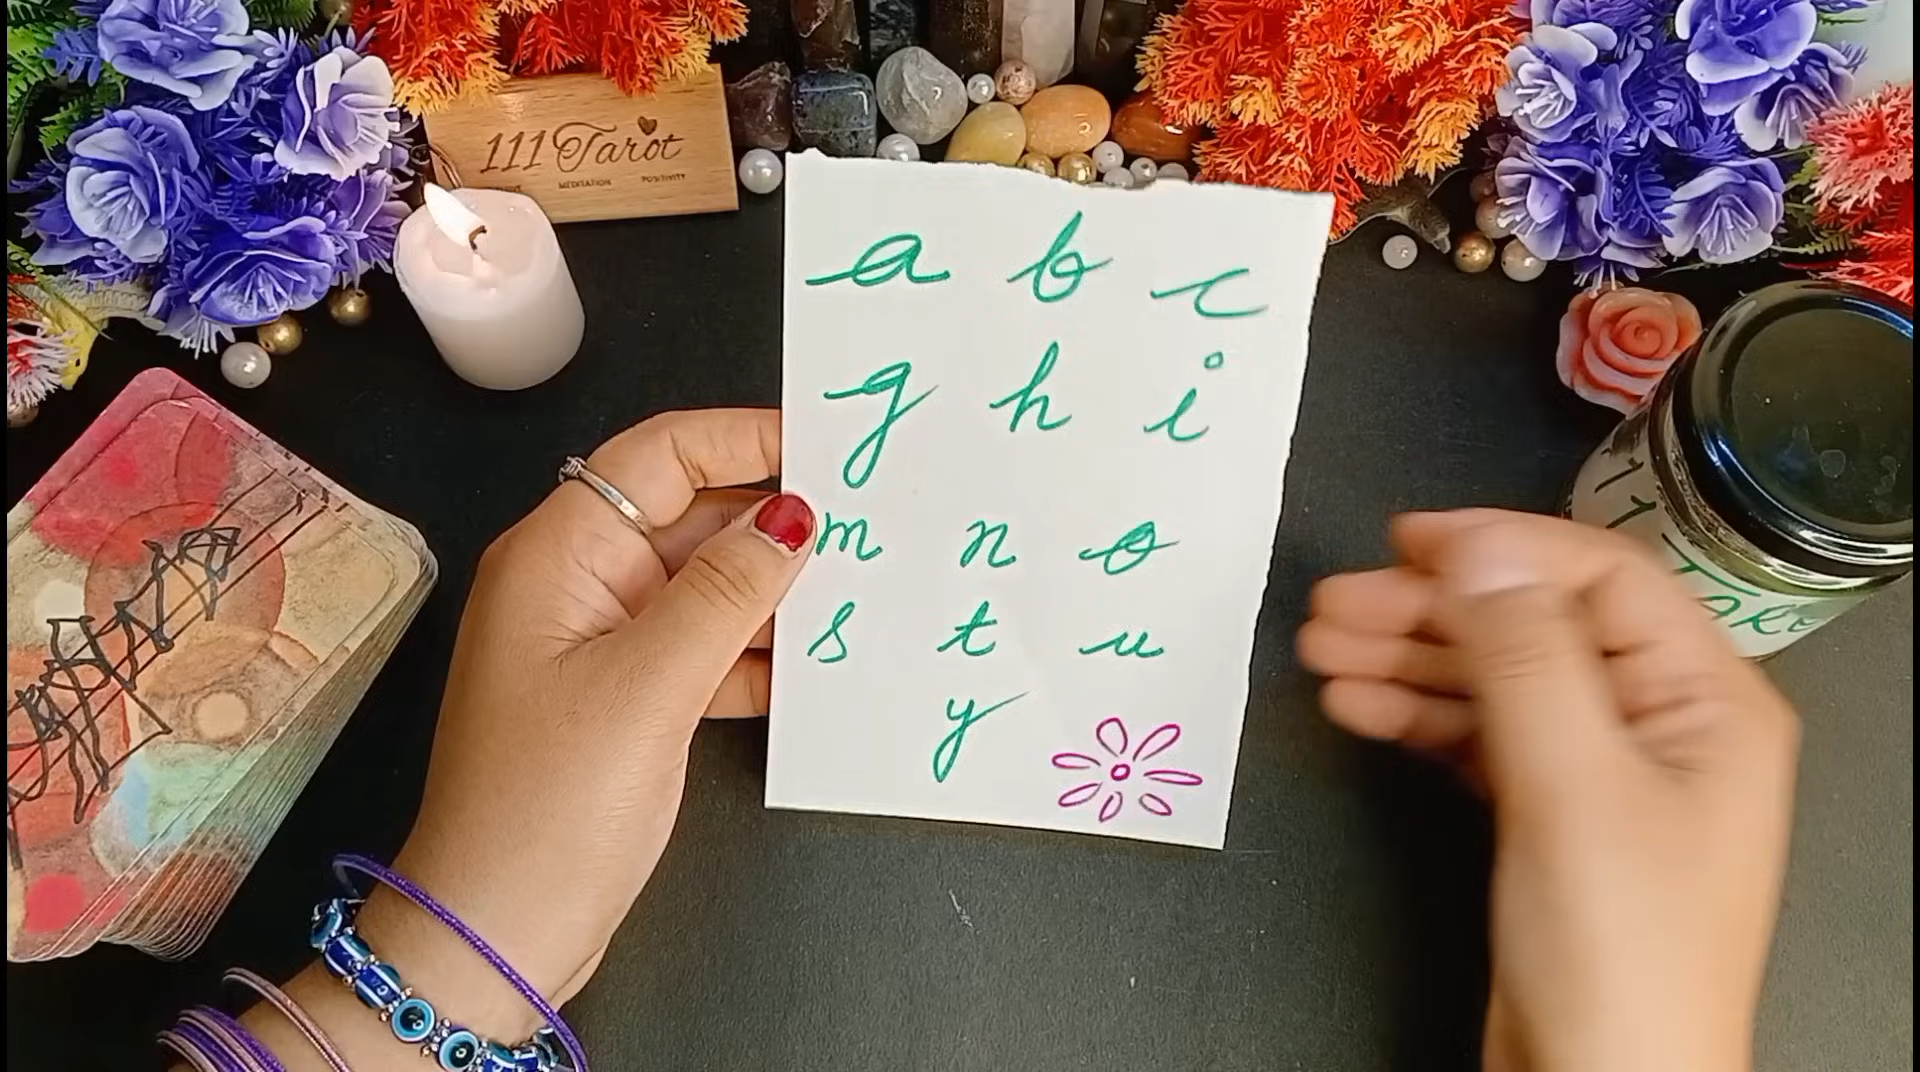 111 Tarot
MEDITATION POSITIVITY
a b c
g h i
m n o
s t u
y